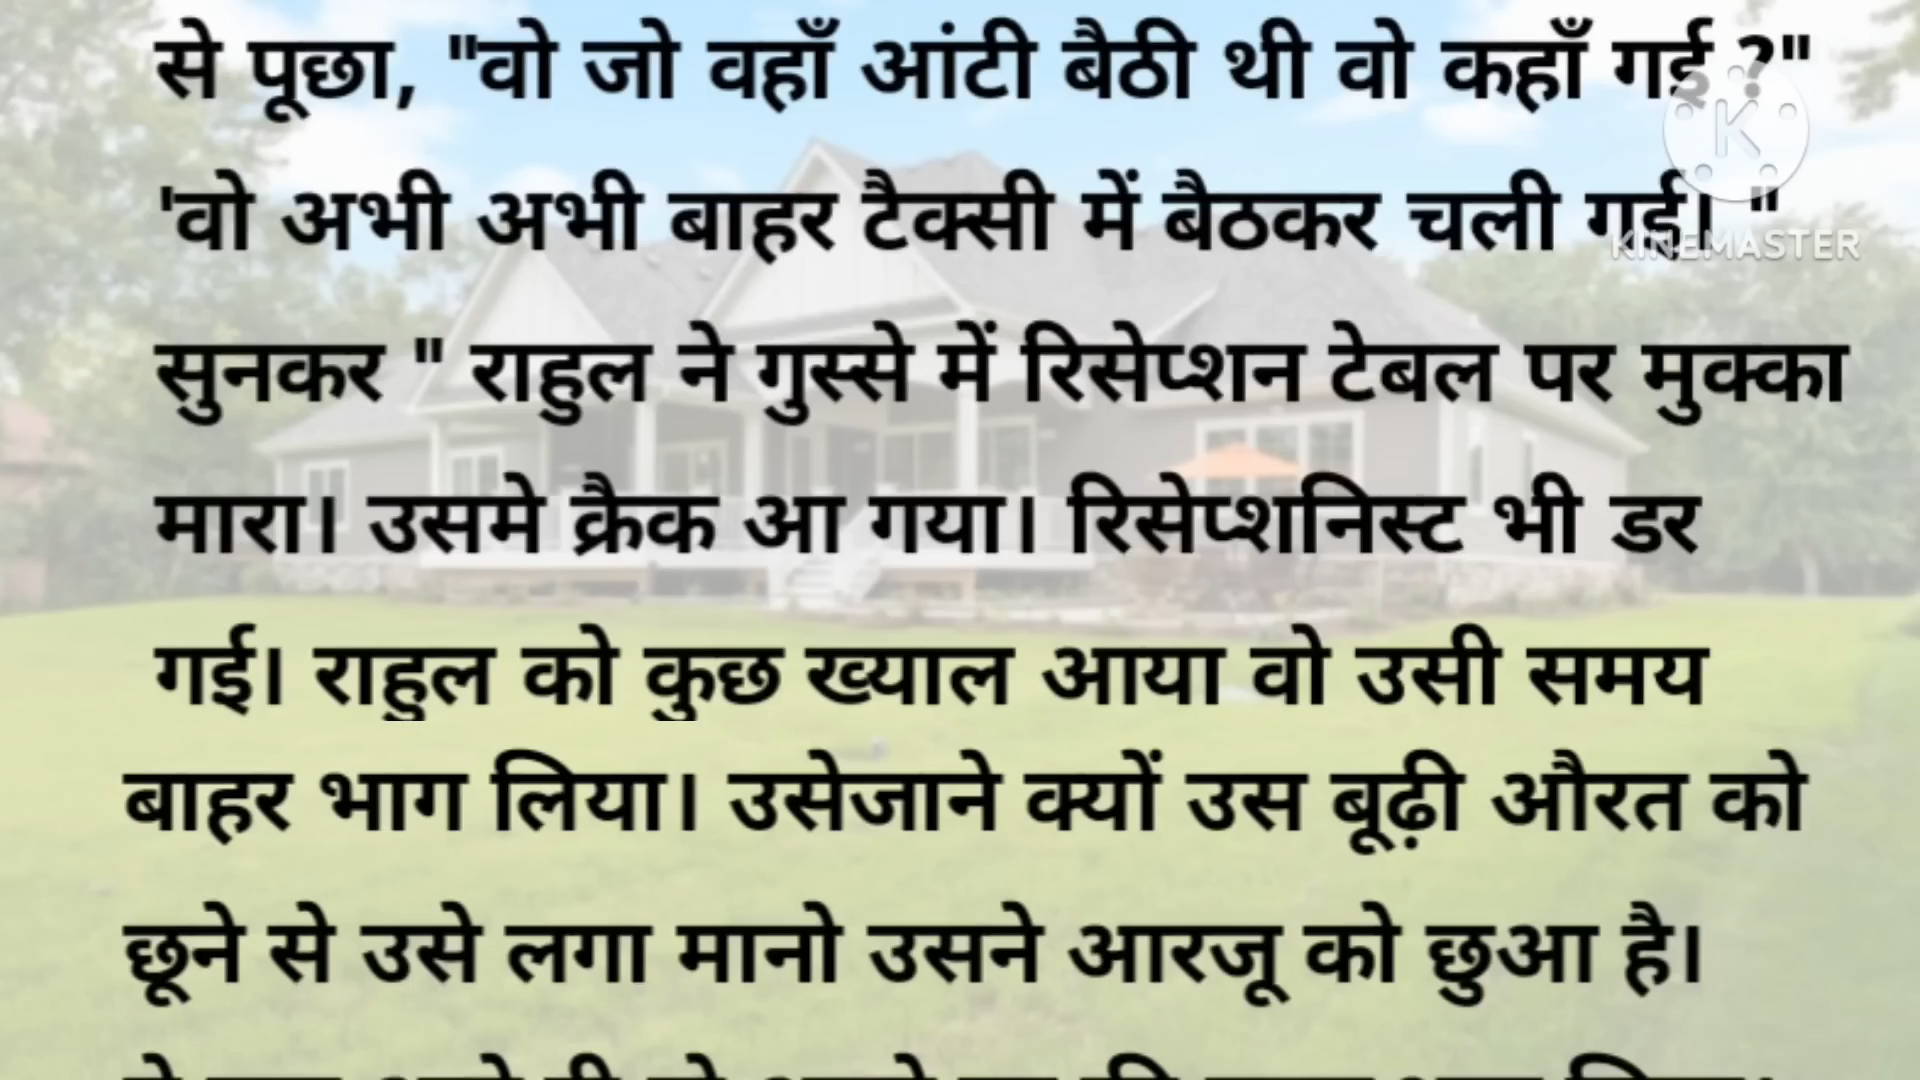 से पूछा, "वो जो वहाँ आंटी बैठी थी वो कहाँ गई ?"
'वो अभी अभी बाहर टैक्सी में बैठकर चली गई। "
KINEMASTER
सुनकर " राहुल ने गुस्से में रिसेप्शन टेबल पर मुक्का
मारा। उसमे क्रैक आ गया। रिसेप्शनिस्ट भी डर
गई। राहुल को कुछ ख्याल आया वो उसी समय
बाहर भाग लिया। उसेजाने क्यों उस बूढ़ी औरत को
छूने से उसे लगा मानो उसने आरजू को छुआ है।